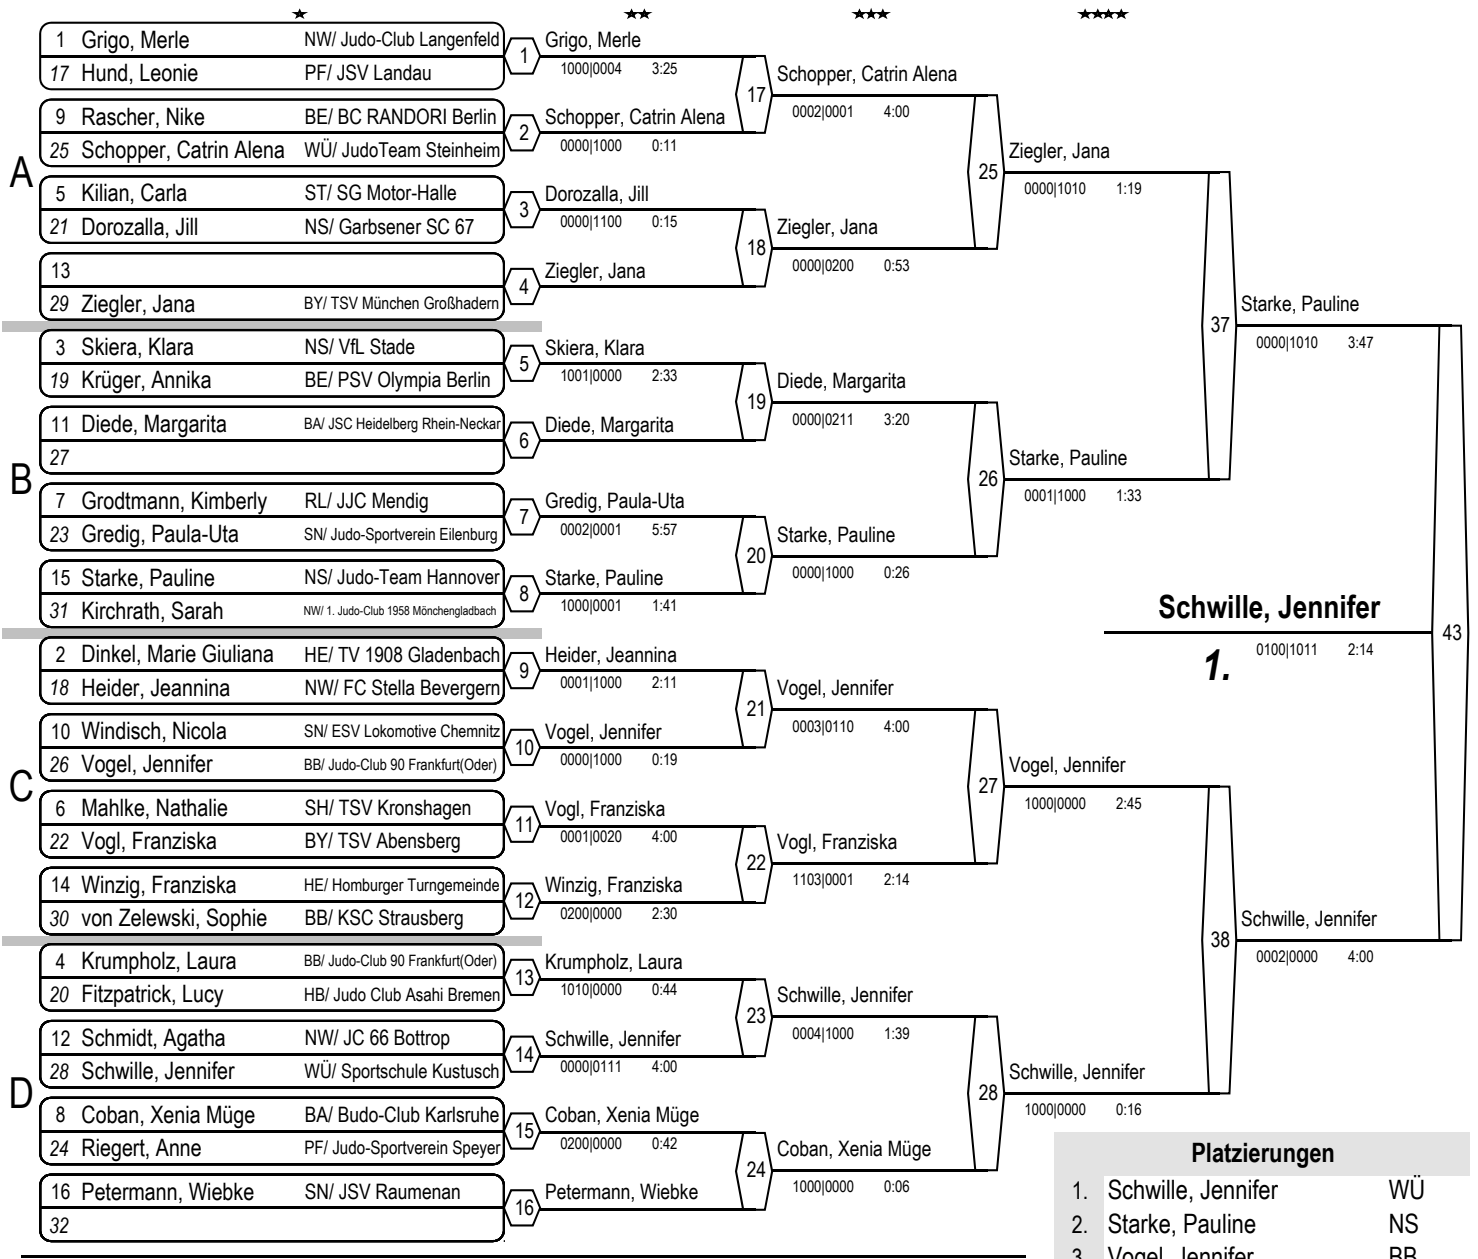 ★ ★★ ★★★ ★★★★
A
1 Grigo, Merle NW/ Judo-Club Langenfeld
17 Hund, Leonie PF/ JSV Landau
9 Rascher, Nike BE/ BC RANDORI Berlin
25 Schopper, Catrin Alena WÜ/ JudoTeam Steinheim
5 Kilian, Carla ST/ SG Motor-Halle
21 Dorozalla, Jill NS/ Garbsener SC 67
13
29 Ziegler, Jana BY/ TSV München Großhadern
B
3 Skiera, Klara NS/ VfL Stade
19 Krüger, Annika BE/ PSV Olympia Berlin
11 Diede, Margarita BA/ JSC Heidelberg Rhein-Neckar
27
7 Grodtmann, Kimberly RL/ JJC Mendig
23 Gredig, Paula-Uta SN/ Judo-Sportverein Eilenburg
15 Starke, Pauline NS/ Judo-Team Hannover
31 Kirchrath, Sarah NW/ 1. Judo-Club 1958 Mönchengladbach
C
2 Dinkel, Marie Giuliana HE/ TV 1908 Gladenbach
18 Heider, Jeannina NW/ FC Stella Bevergern
10 Windisch, Nicola SN/ ESV Lokomotive Chemnitz
26 Vogel, Jennifer BB/ Judo-Club 90 Frankfurt(Oder)
6 Mahlke, Nathalie SH/ TSV Kronshagen
22 Vogl, Franziska BY/ TSV Abensberg
14 Winzig, Franziska HE/ Homburger Turngemeinde
30 von Zelewski, Sophie BB/ KSC Strausberg
D
4 Krumpholz, Laura BB/ Judo-Club 90 Frankfurt(Oder)
20 Fitzpatrick, Lucy HB/ Judo Club Asahi Bremen
12 Schmidt, Agatha NW/ JC 66 Bottrop
28 Schwille, Jennifer WÜ/ Sportschule Kustusch
8 Coban, Xenia Müge BA/ Budo-Club Karlsruhe
24 Riegert, Anne PF/ Judo-Sportverein Speyer
16 Petermann, Wiebke SN/ JSV Raumenan
32
1 Grigo, Merle
1000|0004 3:25
2 Schopper, Catrin Alena
0000|1000 0:11
3 Dorozalla, Jill
0000|1100 0:15
4 Ziegler, Jana
5 Skiera, Klara
1001|0000 2:33
6 Diede, Margarita
7 Gredig, Paula-Uta
0002|0001 5:57
8 Starke, Pauline
1000|0001 1:41
9 Heider, Jeannina
0001|1000 2:11
10 Vogel, Jennifer
0000|1000 0:19
11 Vogl, Franziska
0001|0020 4:00
12 Winzig, Franziska
0200|0000 2:30
13 Krumpholz, Laura
1010|0000 0:44
14 Schwille, Jennifer
0000|0111 4:00
15 Coban, Xenia Müge
0200|0000 0:42
16 Petermann, Wiebke
17 Schopper, Catrin Alena
0002|0001 4:00
18 Ziegler, Jana
0000|0200 0:53
19 Diede, Margarita
0000|0211 3:20
20 Starke, Pauline
0000|1000 0:26
21 Vogel, Jennifer
0003|0110 4:00
22 Vogl, Franziska
1103|0001 2:14
23 Schwille, Jennifer
0004|1000 1:39
24 Coban, Xenia Müge
1000|0000 0:06
25 Ziegler, Jana
0000|1010 1:19
26 Starke, Pauline
0001|1000 1:33
27 Vogel, Jennifer
1000|0000 2:45
28 Schwille, Jennifer
1000|0000 0:16
37 Starke, Pauline
0000|1010 3:47
38 Schwille, Jennifer
0002|0000 4:00
Schwille, Jennifer 43
1. 0100|1011 2:14
Platzierungen
1. Schwille, Jennifer WÜ
2. Starke, Pauline NS
3. Vogel, Jennifer BB